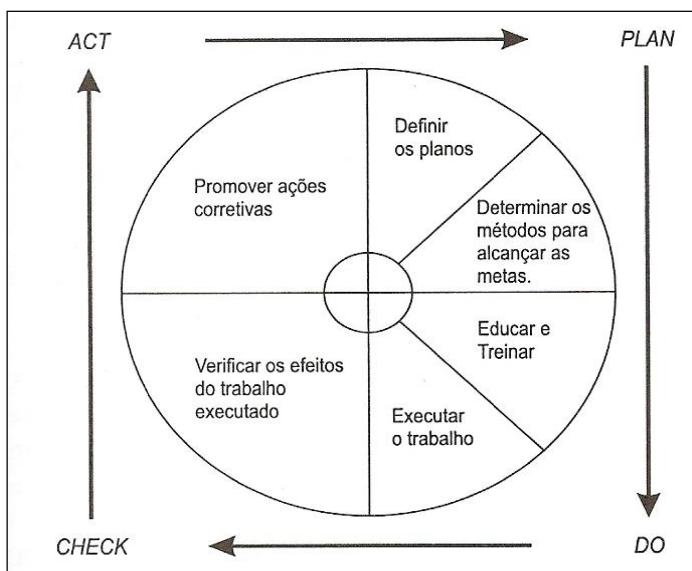 ACT
PLAN
Definir
os planos
Promover ações
corretivas
Determinar os
métodos para
alcançar as
metas.
Educar e
Treinar
Verificar os efeitos
do trabalho
executado
Executar
o trabalho
CHECK
DO